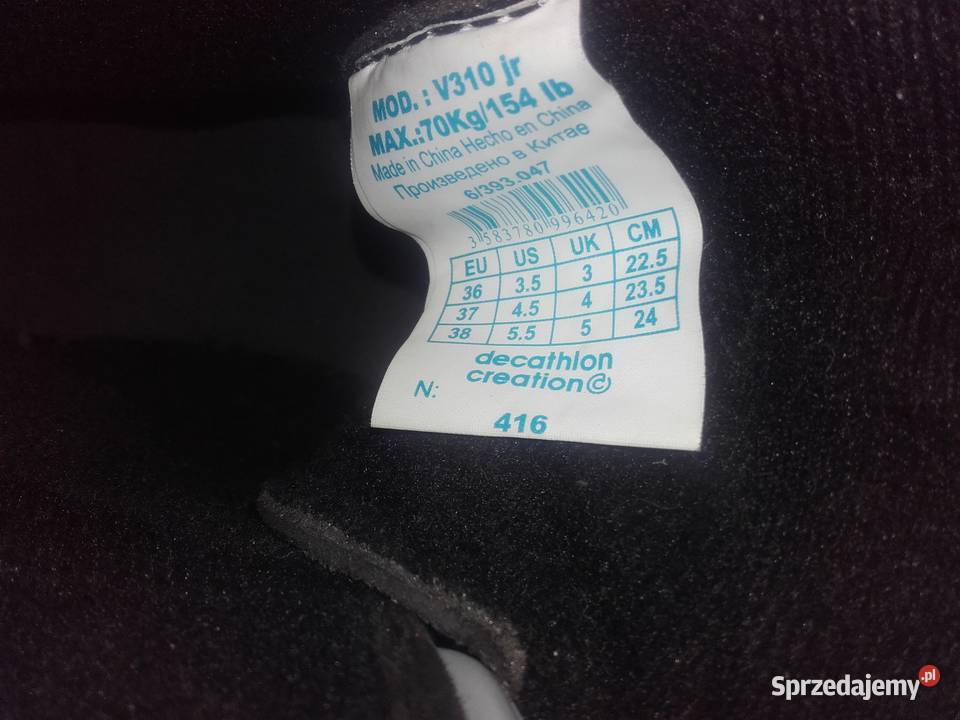 MOD. : V310 jr
MAX.:70Kg/154 lb
Made in China Hecho en China
Произведено в Китае
6/393.047
3 583780 996420
EU US UK CM
36 3.5 3 22.5
37 4.5 4 23.5
38 5.5 5 24
decathlon
creation©
N:
416
Sprzedajemy.pl